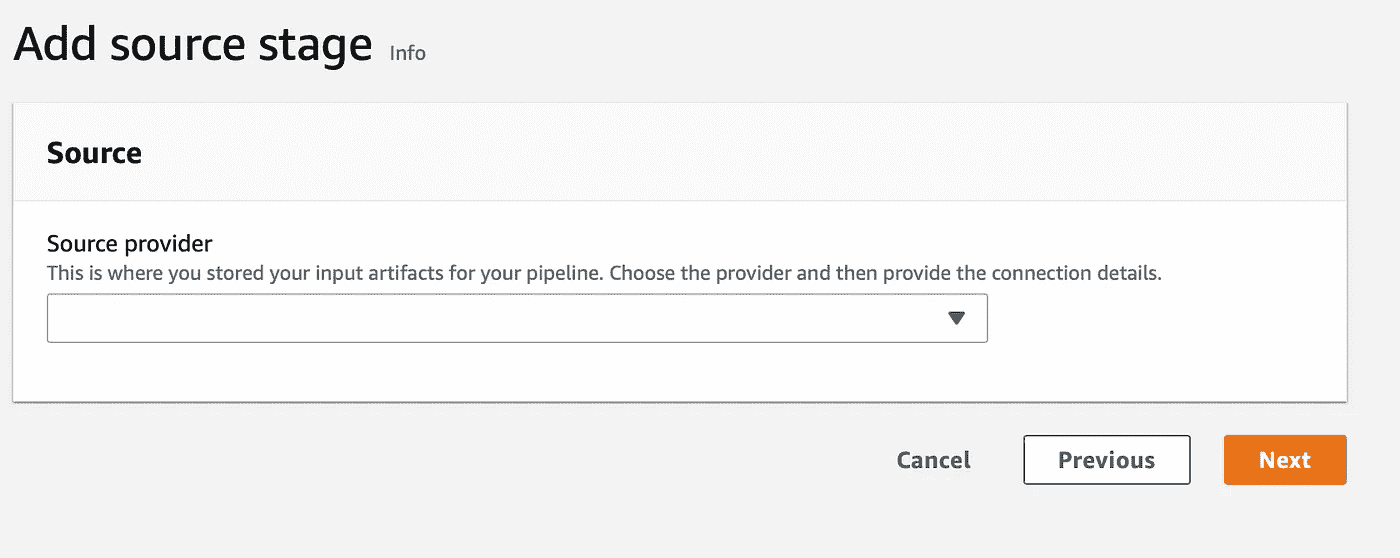 Add source stage Info
Source
Source provider
This is where you stored your input artifacts for your pipeline. Choose the provider and then provide the connection details.
Cancel Previous Next